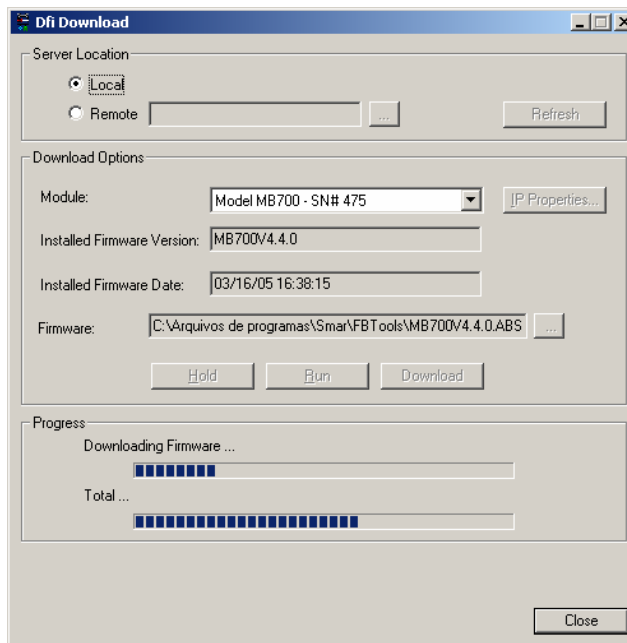 Dfi Download
Server Location
Local
Remote ... Refresh
Download Options
Module: Model MB700 - SN# 475 IP Properties...
Installed Firmware Version: MB700V4.4.0
Installed Firmware Date: 03/16/05 16:38:15
Firmware: C:\Arquivos de programas\Smar\FBTools\MB700V4.4.0.ABS ...
Hold Run Download
Progress
Downloading Firmware ...
Total ...
Close